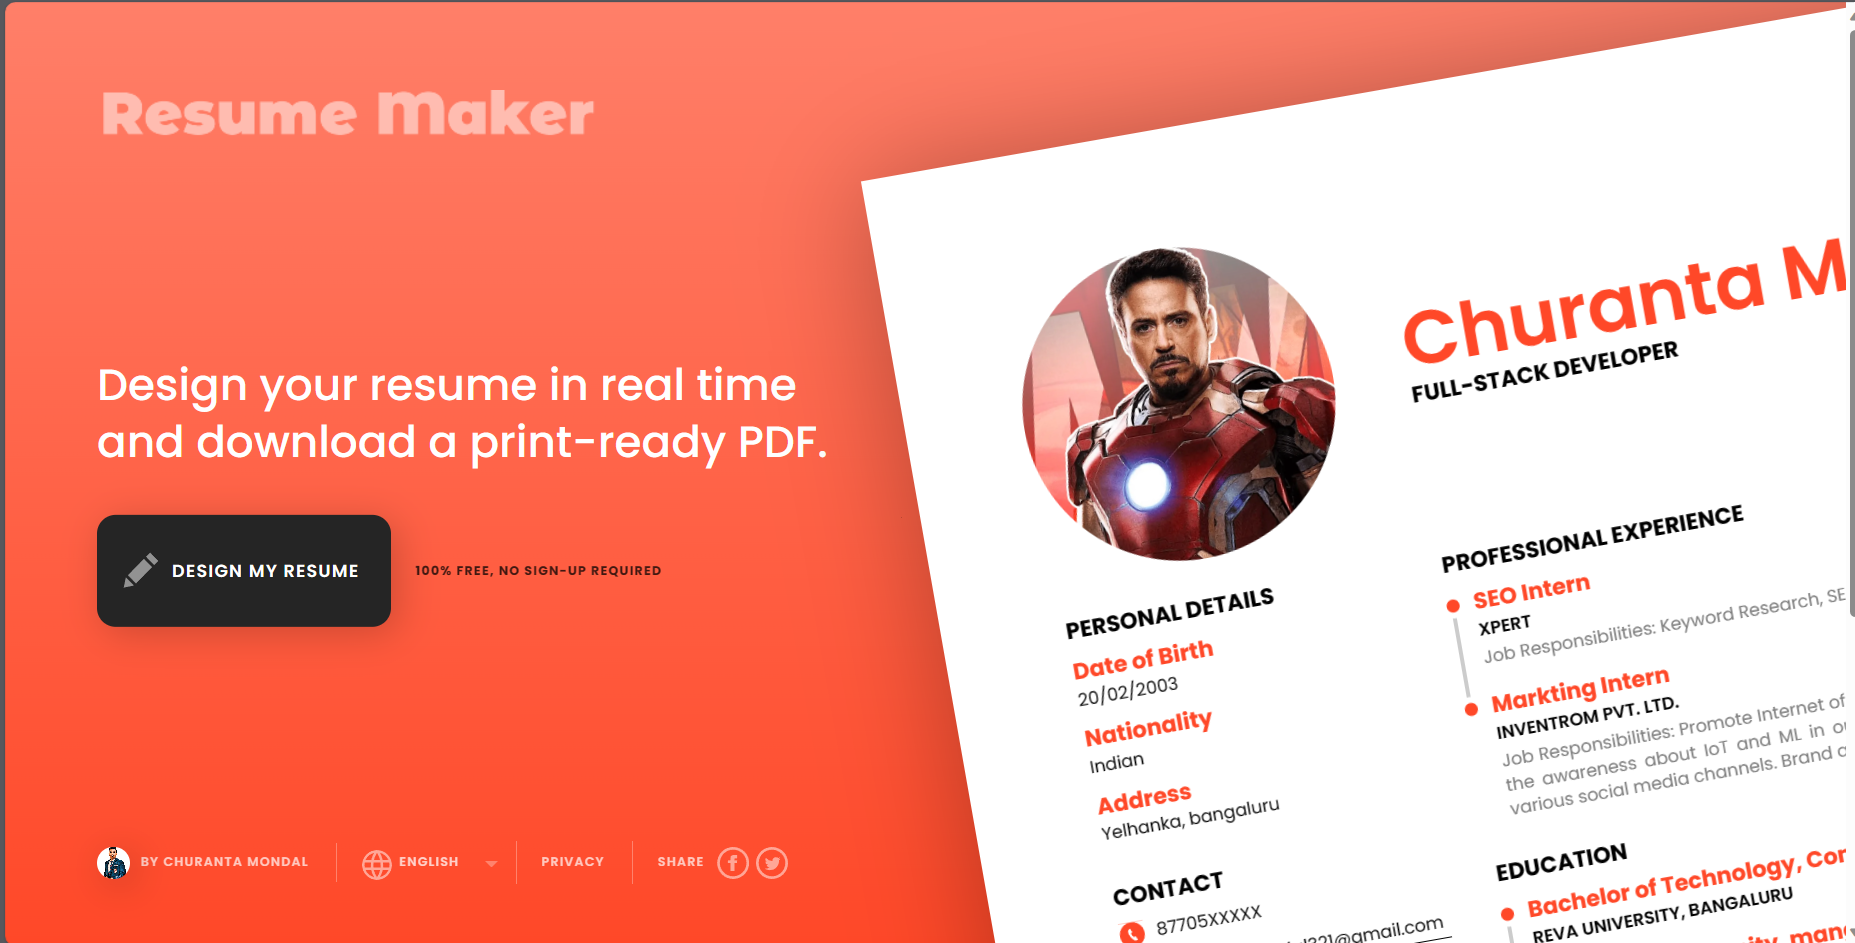 Resume Maker
Design your resume in real time
and download a print-ready PDF.
DESIGN MY RESUME
100% FREE, NO SIGN-UP REQUIRED
BY CHURANTA MONDAL
ENGLISH
PRIVACY
SHARE
Churanta M
FULL-STACK DEVELOPER
PERSONAL DETAILS
Date of Birth
20/02/2003
Nationality
Indian
Address
Yelhanka, bangaluru
CONTACT
87705XXXXX
d321@gmail.com
PROFESSIONAL EXPERIENCE
SEO Intern
XPERT
Job Responsibilities: Keyword Research, SE
Markting Intern
INVENTROM PVT. LTD.
Job Responsibilities: Promote Internet of
the awareness about IoT and ML in o
various social media channels. Brand a
EDUCATION
Bachelor of Technology, Com
REVA UNIVERSITY, BANGALURU